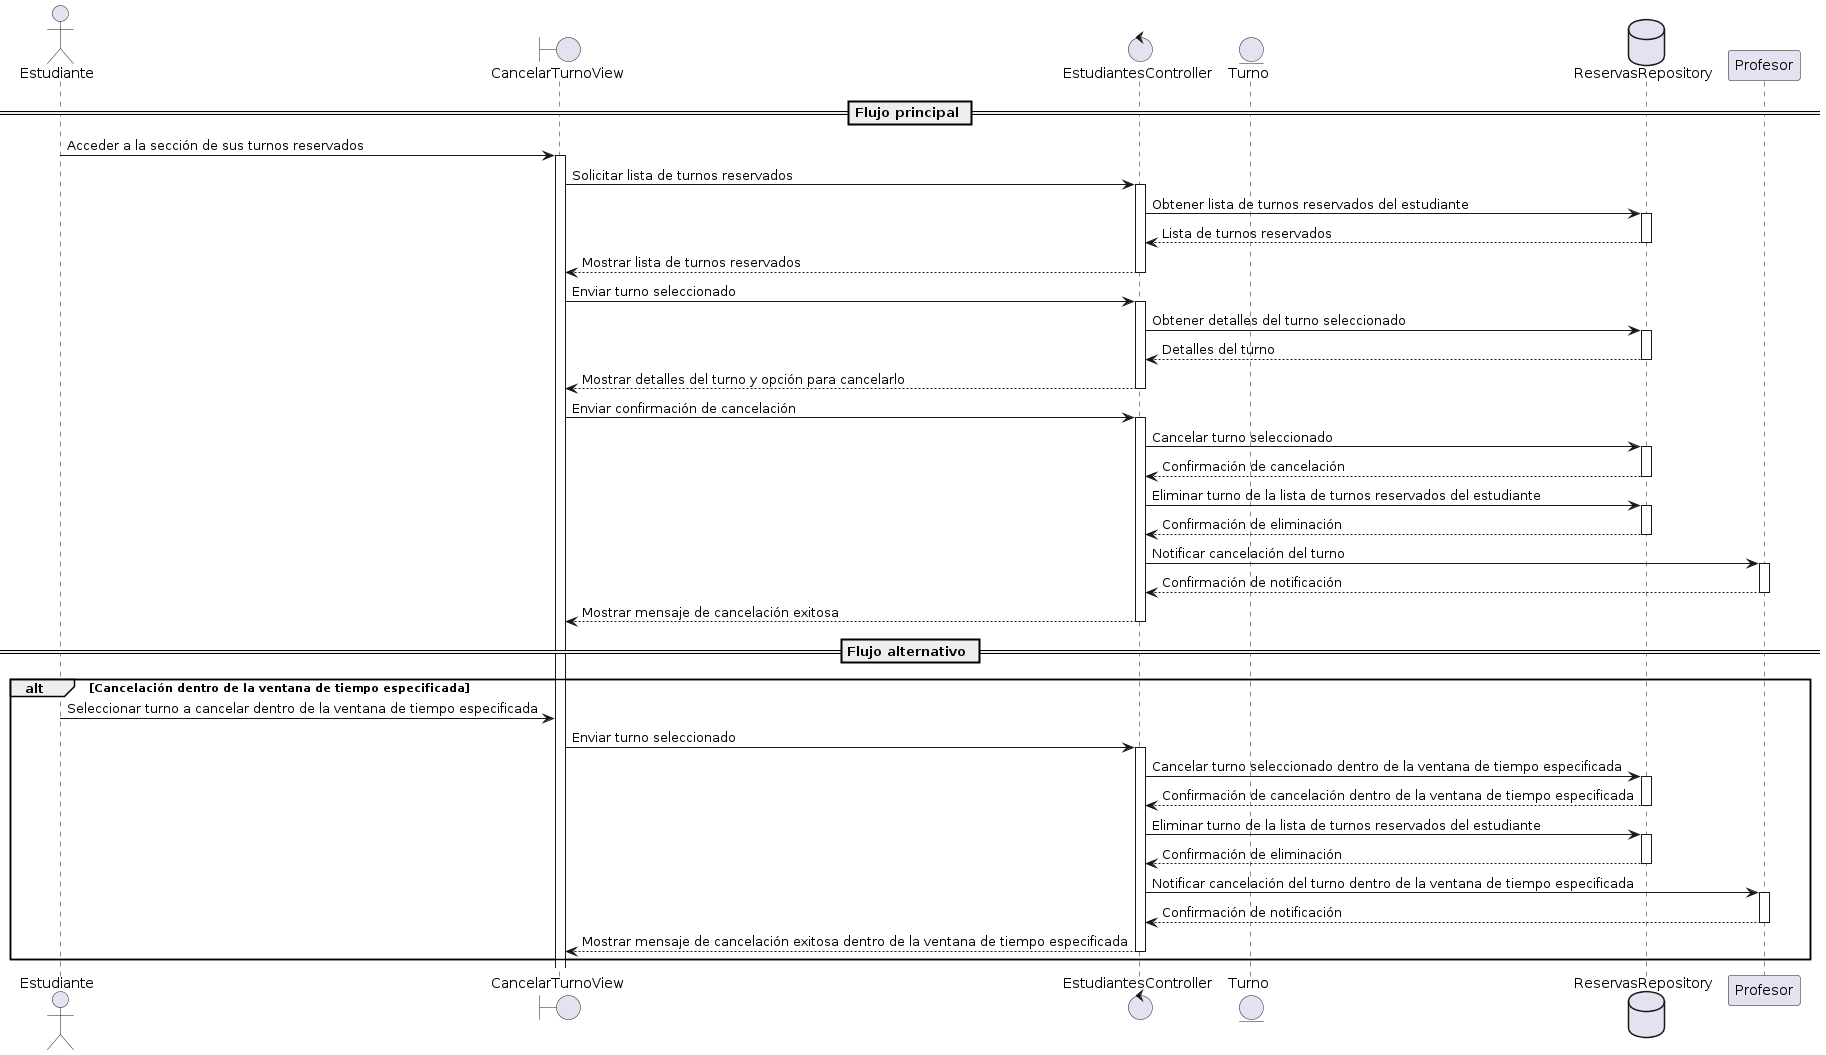 Estudiante
CancelarTurnoView
EstudiantesController
Turno
ReservasRepository
Profesor
Flujo principal
Acceder a la sección de sus turnos reservados
Solicitar lista de turnos reservados
Obtener lista de turnos reservados del estudiante
Lista de turnos reservados
Mostrar lista de turnos reservados
Enviar turno seleccionado
Obtener detalles del turno seleccionado
Detalles del turno
Mostrar detalles del turno y opción para cancelarlo
Enviar confirmación de cancelación
Cancelar turno seleccionado
Confirmación de cancelación
Eliminar turno de la lista de turnos reservados del estudiante
Confirmación de eliminación
Notificar cancelación del turno
Confirmación de notificación
Mostrar mensaje de cancelación exitosa
Flujo alternativo
alt [Cancelación dentro de la ventana de tiempo especificada]
Seleccionar turno a cancelar dentro de la ventana de tiempo especificada
Enviar turno seleccionado
Cancelar turno seleccionado dentro de la ventana de tiempo especificada
Confirmación de cancelación dentro de la ventana de tiempo especificada
Eliminar turno de la lista de turnos reservados del estudiante
Confirmación de eliminación
Notificar cancelación del turno dentro de la ventana de tiempo especificada
Confirmación de notificación
Mostrar mensaje de cancelación exitosa dentro de la ventana de tiempo especificada
Estudiante
CancelarTurnoView
EstudiantesController
Turno
ReservasRepository
Profesor